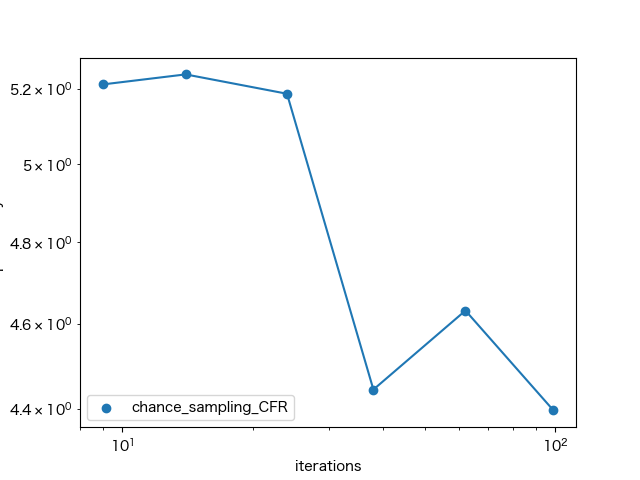 5.2 × 10⁰
5 × 10⁰
4.8 × 10⁰
4.6 × 10⁰
4.4 × 10⁰
chance_sampling_CFR
10¹ 10²
iterations